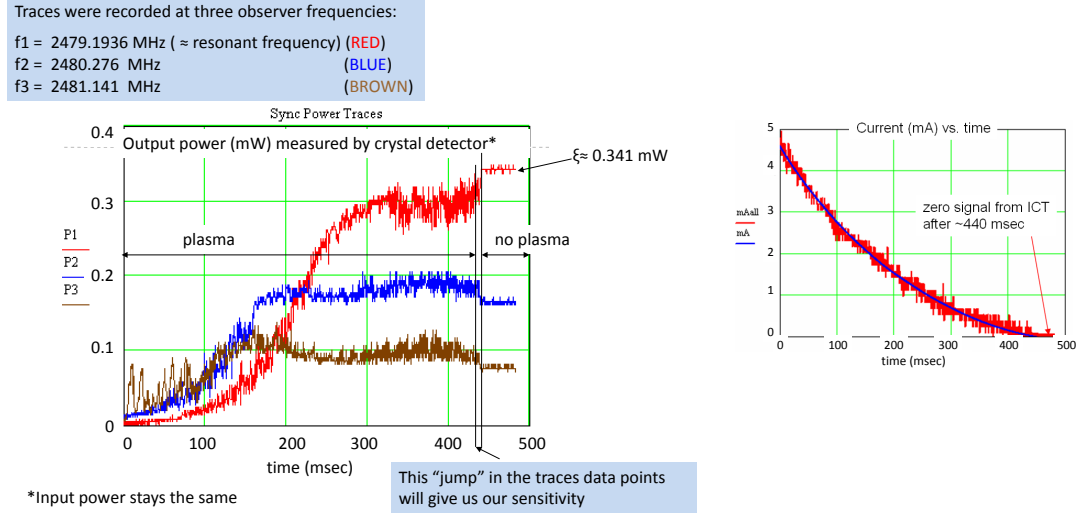 Traces were recorded at three observer frequencies:
f1 = 2479.1936 MHz ( ≈ resonant frequency) (RED)
f2 = 2480.276 MHz (BLUE)
f3 = 2481.141 MHz (BROWN)
Sync Power Traces
0.4
Output power (mW) measured by crystal detector*
ξ≈ 0.341 mW
0.3
P1
P2
P3
plasma
no plasma
0.2
0.1
0
0 100 200 300 400 500
time (msec)
This “jump” in the traces data points
will give us our sensitivity
*Input power stays the same
Current (mA) vs. time
5
4
3
2
1
0
mAall
mA
zero signal from ICT
after ~440 msec
0 100 200 300 400 500
time (msec)